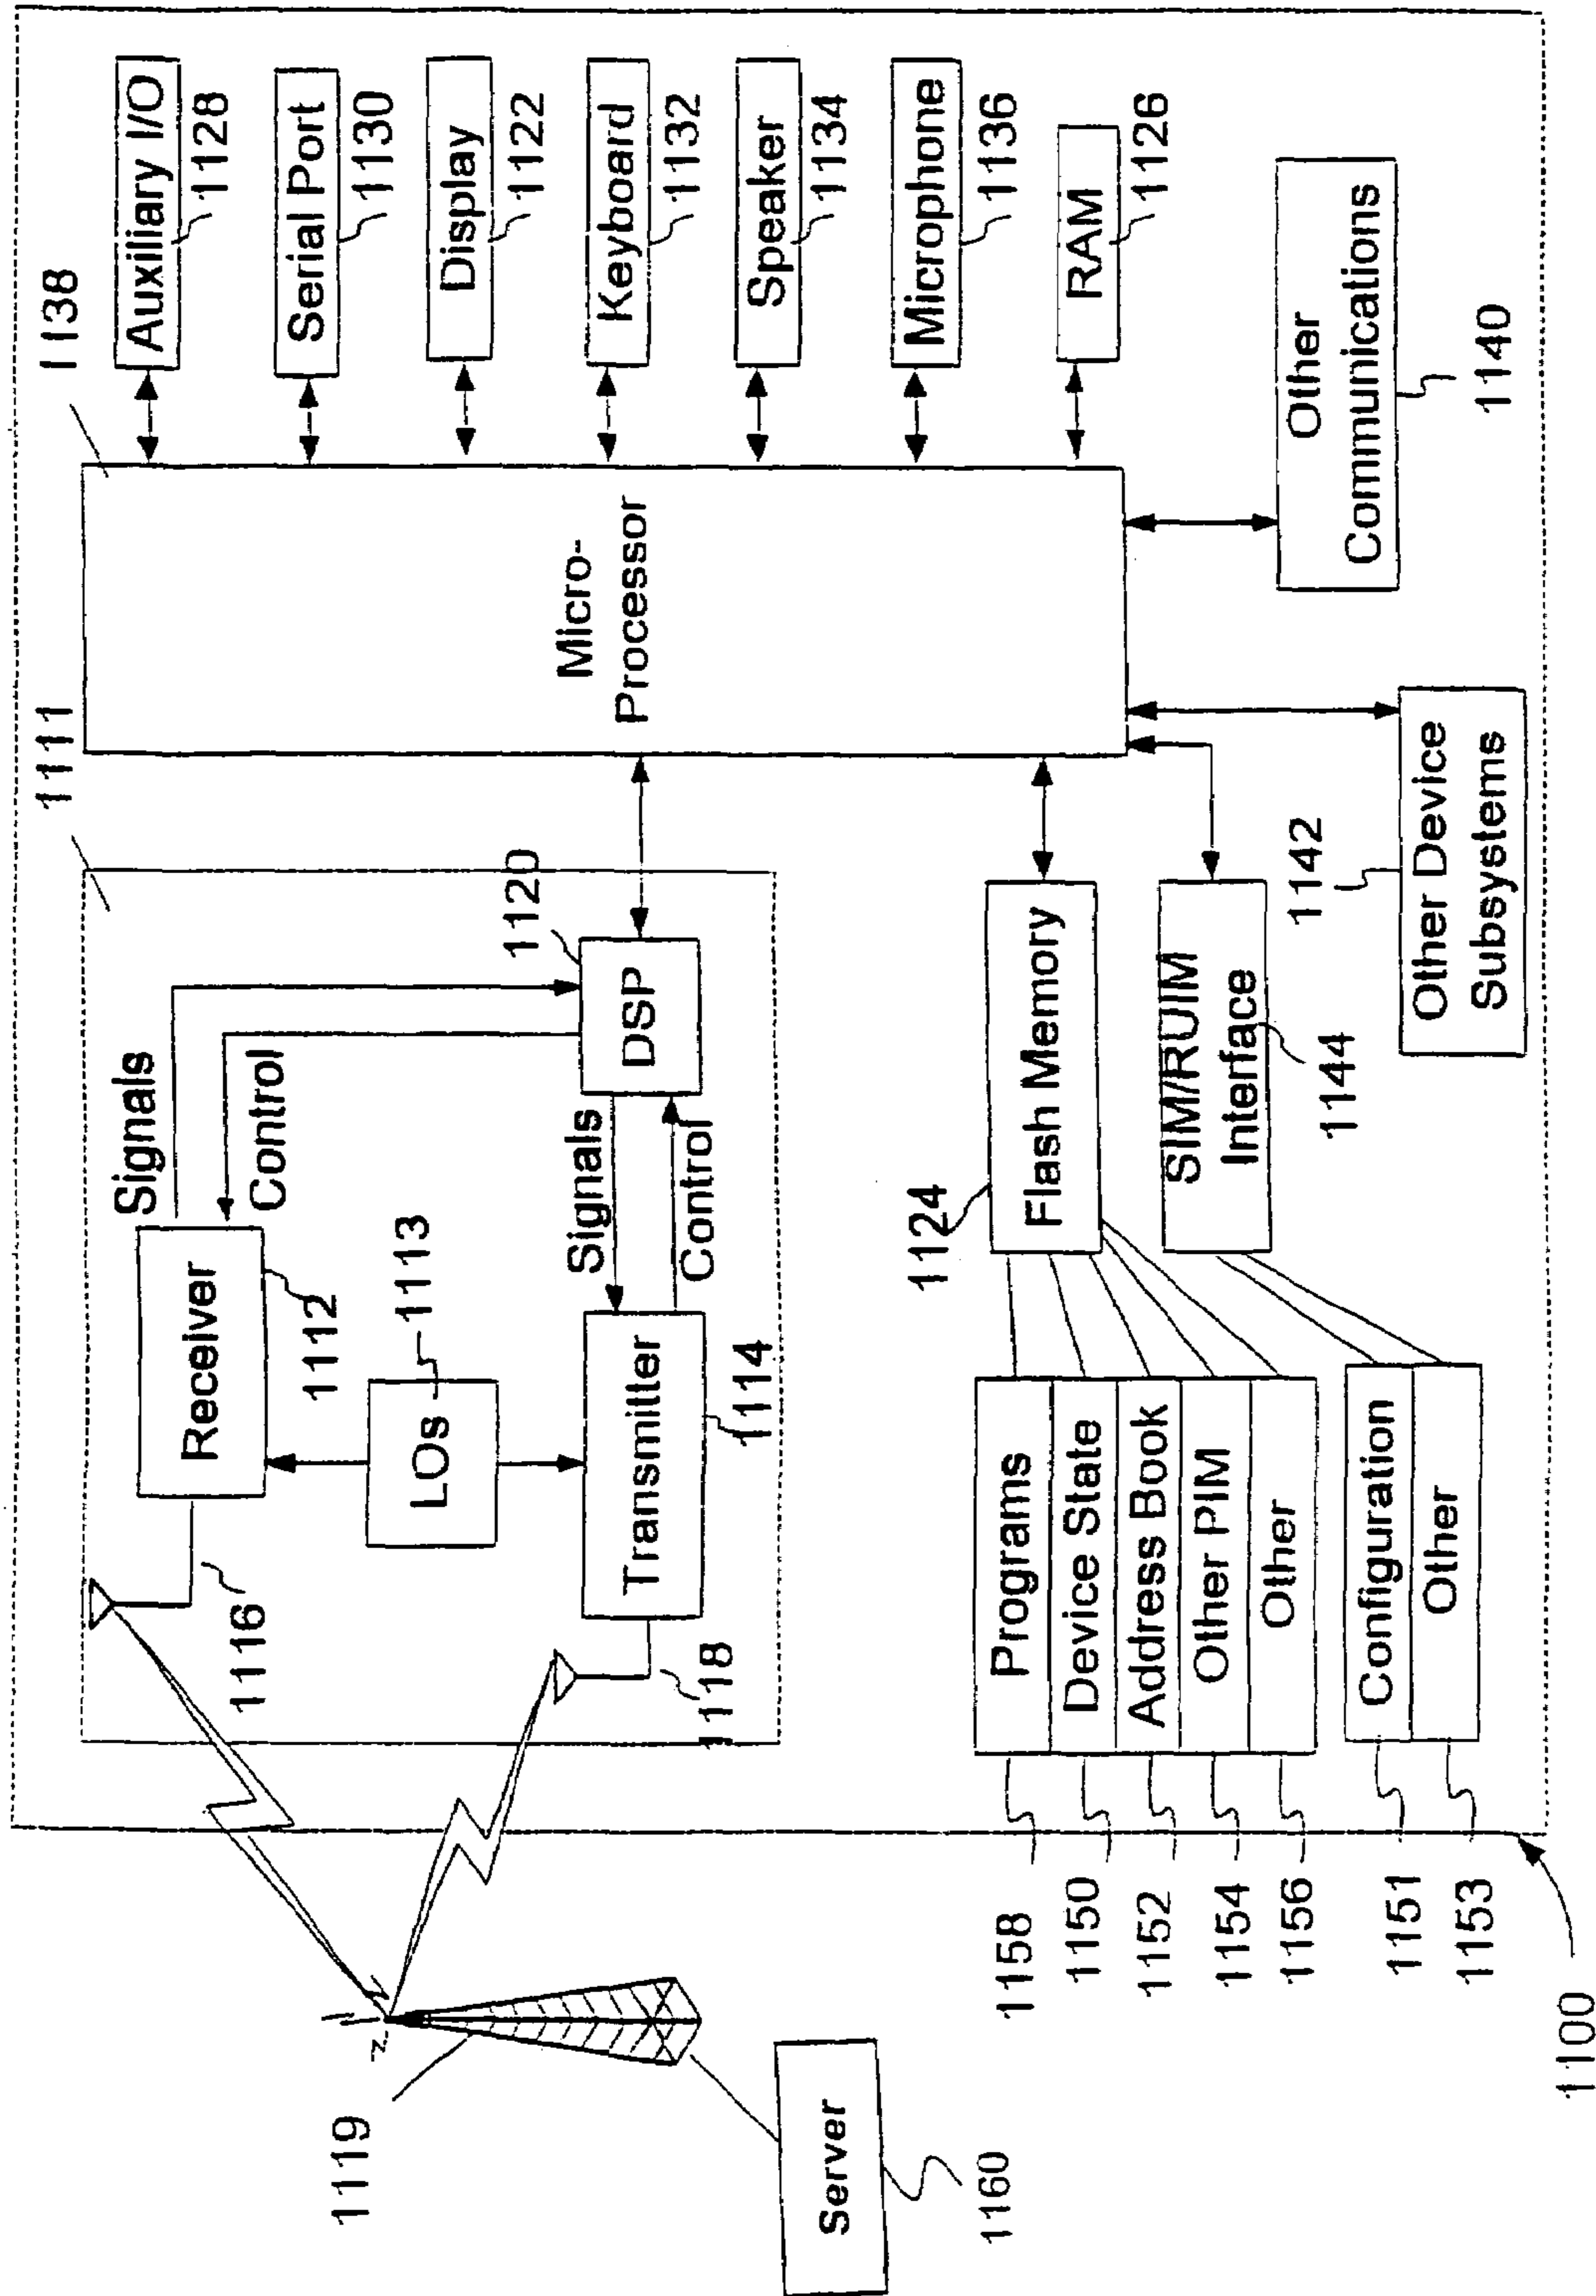 1138
1111
Auxiliary I/O
1128
Serial Port
1130
Display
1122
Keyboard
1132
Speaker
1134
Microphone
1136
RAM
1126
Other
Communications
1140
Micro-
Processor
Signals
Control
Receiver
1112
1116
LOs
1113
Signals
Control
Transmitter
1114
1118
DSP
1120
Flash Memory
1124
SIM/RUIM
Interface
1144
Other Device
Subsystems
1142
Programs
Device State
Address Book
Other PIM
Other
Configuration
Other
1158
1150
1152
1154
1156
1151
1153
1119
Server
1160
1100